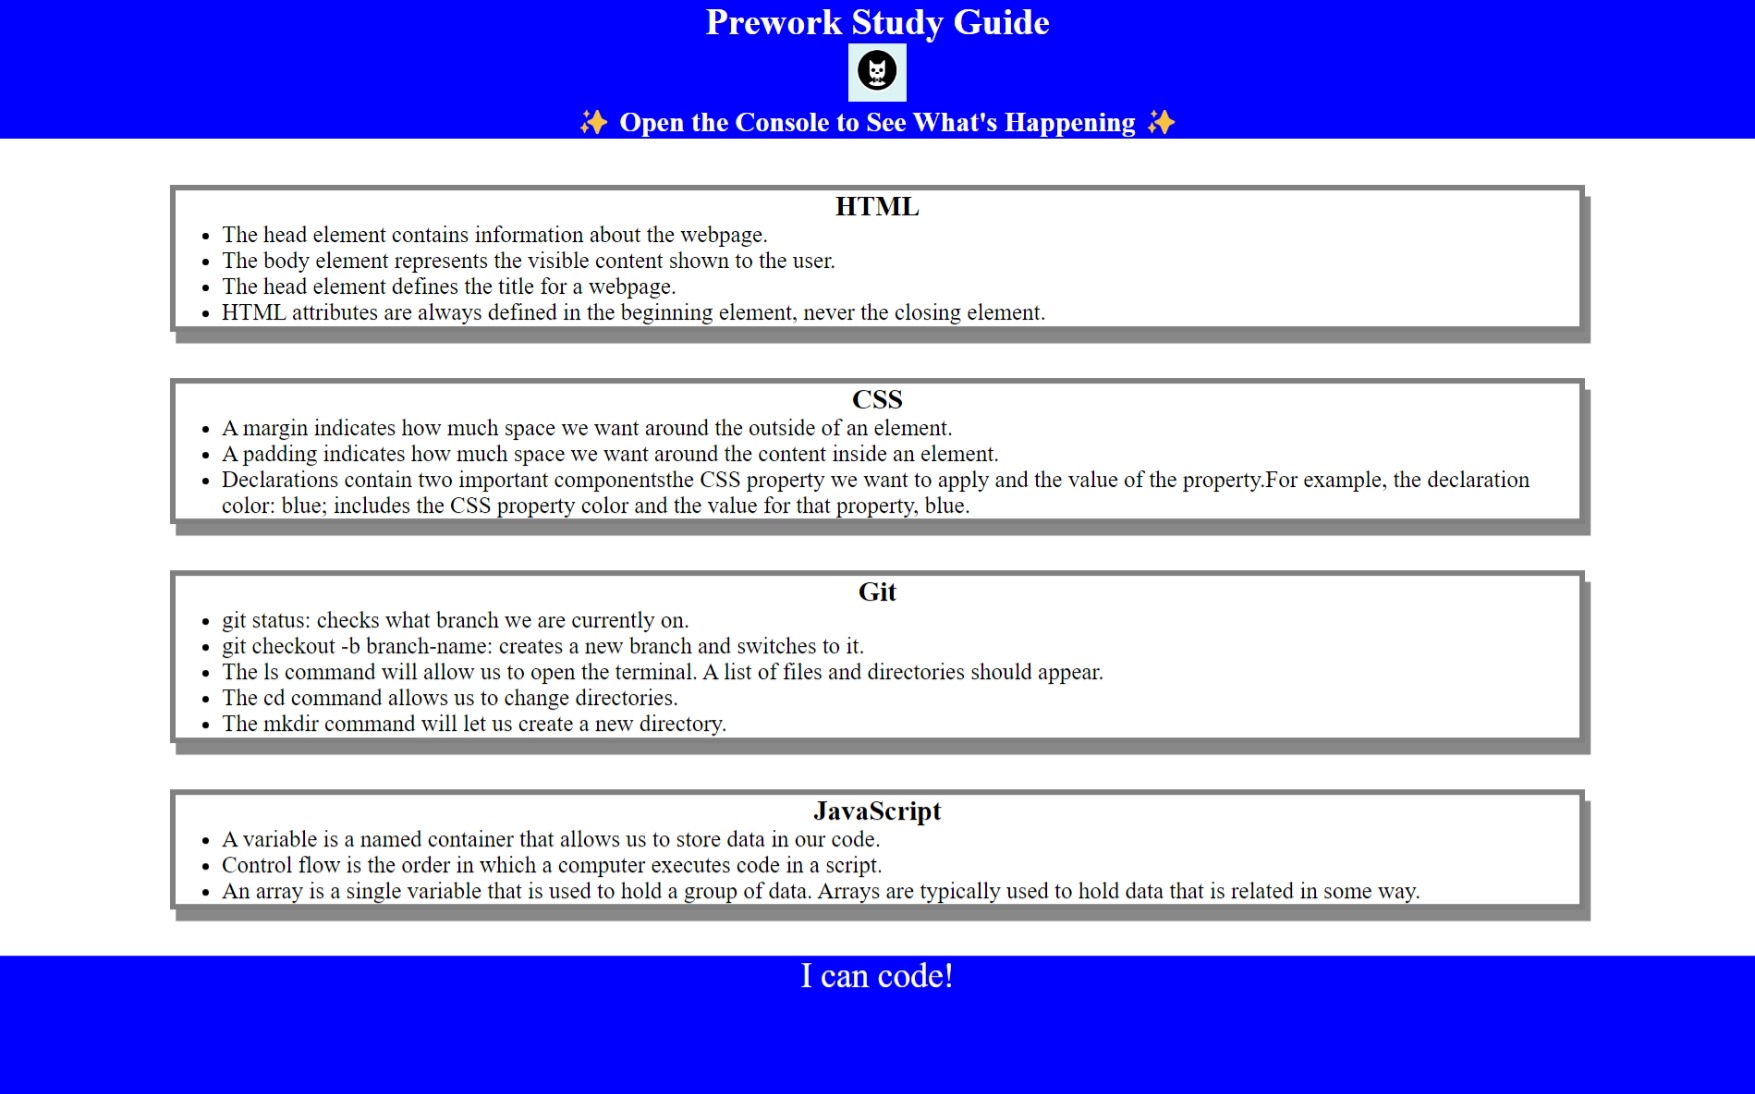 Prework Study Guide
✨ Open the Console to See What's Happening ✨
HTML
• The head element contains information about the webpage.
• The body element represents the visible content shown to the user.
• The head element defines the title for a webpage.
• HTML attributes are always defined in the beginning element, never the closing element.
CSS
• A margin indicates how much space we want around the outside of an element.
• A padding indicates how much space we want around the content inside an element.
• Declarations contain two important componentsthe CSS property we want to apply and the value of the property.For example, the declaration
color: blue; includes the CSS property color and the value for that property, blue.
Git
• git status: checks what branch we are currently on.
• git checkout -b branch-name: creates a new branch and switches to it.
• The ls command will allow us to open the terminal. A list of files and directories should appear.
• The cd command allows us to change directories.
• The mkdir command will let us create a new directory.
JavaScript
• A variable is a named container that allows us to store data in our code.
• Control flow is the order in which a computer executes code in a script.
• An array is a single variable that is used to hold a group of data. Arrays are typically used to hold data that is related in some way.
I can code!